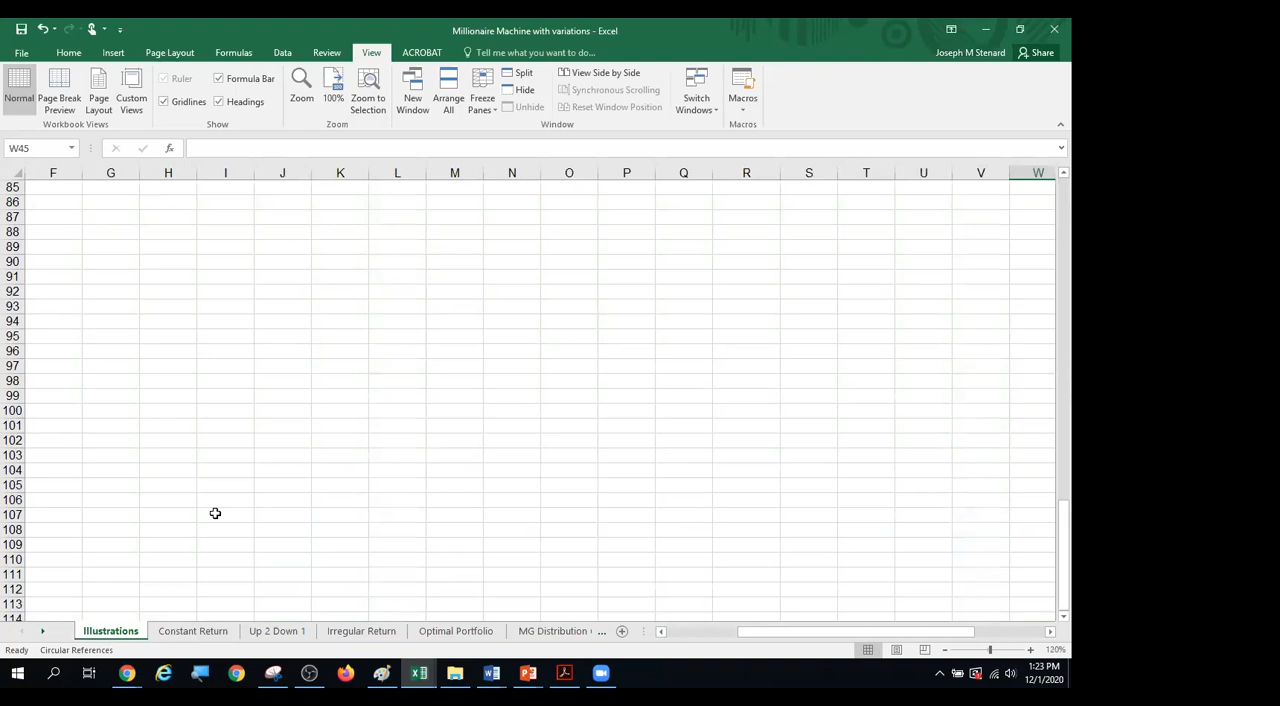 Millionaire Machine with variations - Excel
File Home Insert Page Layout Formulas Data Review View ACROBAT Tell me what you want to do... Joseph M Stenard Share
Normal Page Break Preview Page Layout Custom Views
Workbook Views
Ruler Formula Bar
Gridlines Headings
Show
Zoom 100% Zoom to Selection
Zoom
New Window Arrange All Freeze Panes
Split
Hide
Unhide
View Side by Side
Synchronous Scrolling
Reset Window Position
Switch Windows
Window
Macros
Macros
W45 fx
F G H I J K L M N O P Q R S T U V W
85
86
87
88
89
90
91
92
93
94
95
96
97
98
99
100
101
102
103
104
105
106
107
108
109
110
111
112
113
114
Illustrations Constant Return Up 2 Down 1 Irregular Return Optimal Portfolio MG Distribution ...
Ready Circular References 120%
1:23 PM
12/1/2020